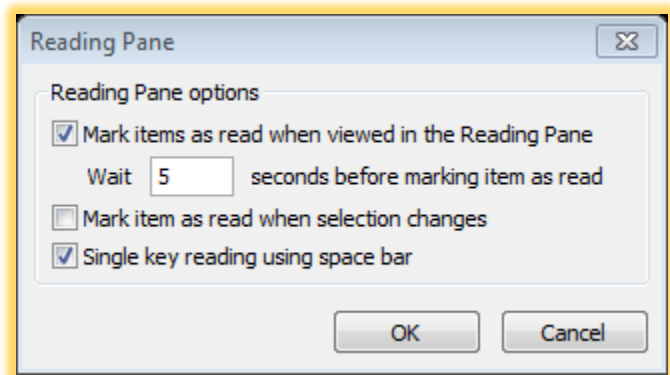 Reading Pane
Reading Pane options
Mark items as read when viewed in the Reading Pane
Wait 5 seconds before marking item as read
Mark item as read when selection changes
Single key reading using space bar
OK Cancel